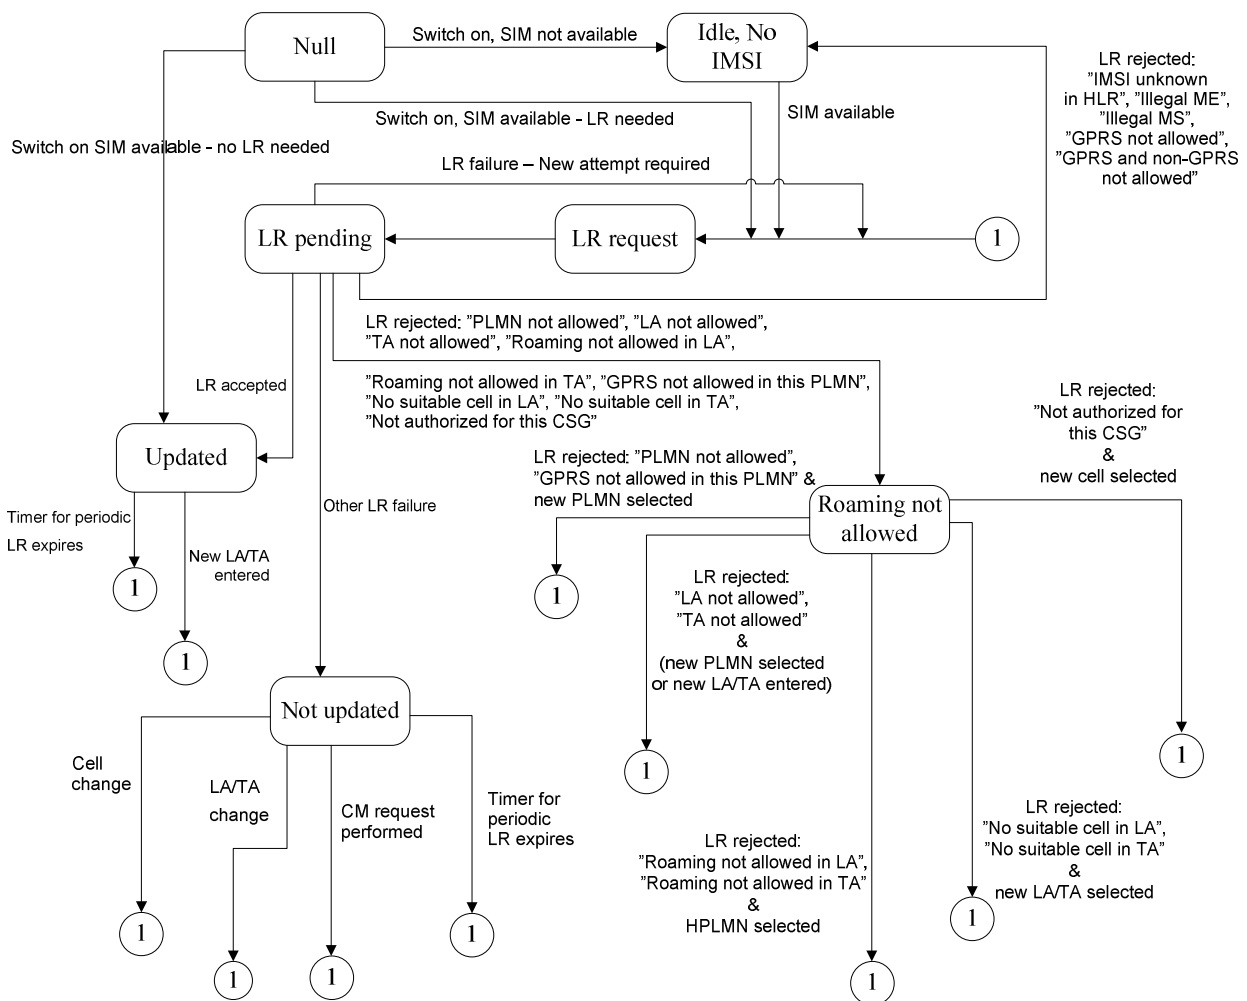 Null
Switch on, SIM not available
Idle, No
IMSI
LR rejected:
”IMSI unknown
in HLR”, ”Illegal ME”,
”Illegal MS”,
”GPRS not allowed”,
”GPRS and non-GPRS
not allowed”
SIM available
Switch on, SIM available - LR needed
Switch on SIM available - no LR needed
LR failure – New attempt required
LR pending
LR request
1
LR rejected: ”PLMN not allowed”, ”LA not allowed”,
”TA not allowed”, ”Roaming not allowed in LA”,
”Roaming not allowed in TA”, ”GPRS not allowed in this PLMN”,
”No suitable cell in LA”, ”No suitable cell in TA”,
”Not authorized for this CSG”
LR accepted
LR rejected:
”Not authorized for
this CSG”
&
new cell selected
Updated
LR rejected: ”PLMN not allowed”,
”GPRS not allowed in this PLMN” &
new PLMN selected
Roaming not
allowed
Other LR failure
Timer for periodic
LR expires
New LA/TA
entered
1
1
1
LR rejected:
”LA not allowed”,
”TA not allowed”
&
(new PLMN selected
or new LA/TA entered)
Not updated
1
1
Cell
change
LA/TA
change
CM request
performed
Timer for
periodic
LR expires
LR rejected:
”Roaming not allowed in LA”,
”Roaming not allowed in TA”
&
HPLMN selected
LR rejected:
”No suitable cell in LA”,
”No suitable cell in TA”
&
new LA/TA selected
1
1
1
1
1
1